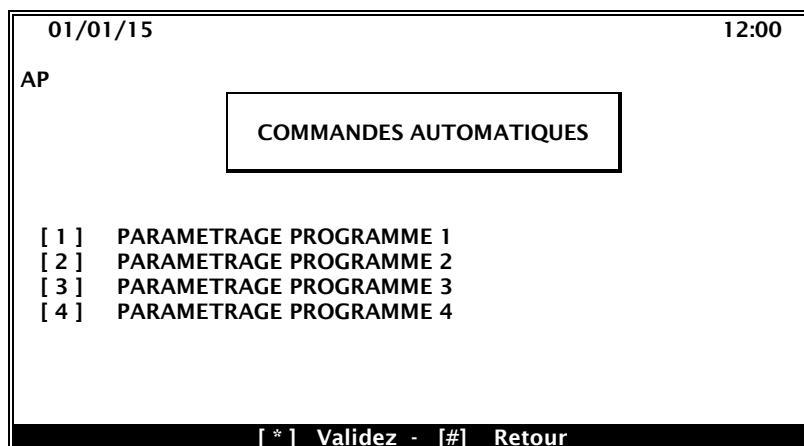 01/01/15 12:00
AP
COMMANDES AUTOMATIQUES
[ 1 ] PARAMETRAGE PROGRAMME 1
[ 2 ] PARAMETRAGE PROGRAMME 2
[ 3 ] PARAMETRAGE PROGRAMME 3
[ 4 ] PARAMETRAGE PROGRAMME 4
[ * ] Validez - [#] Retour